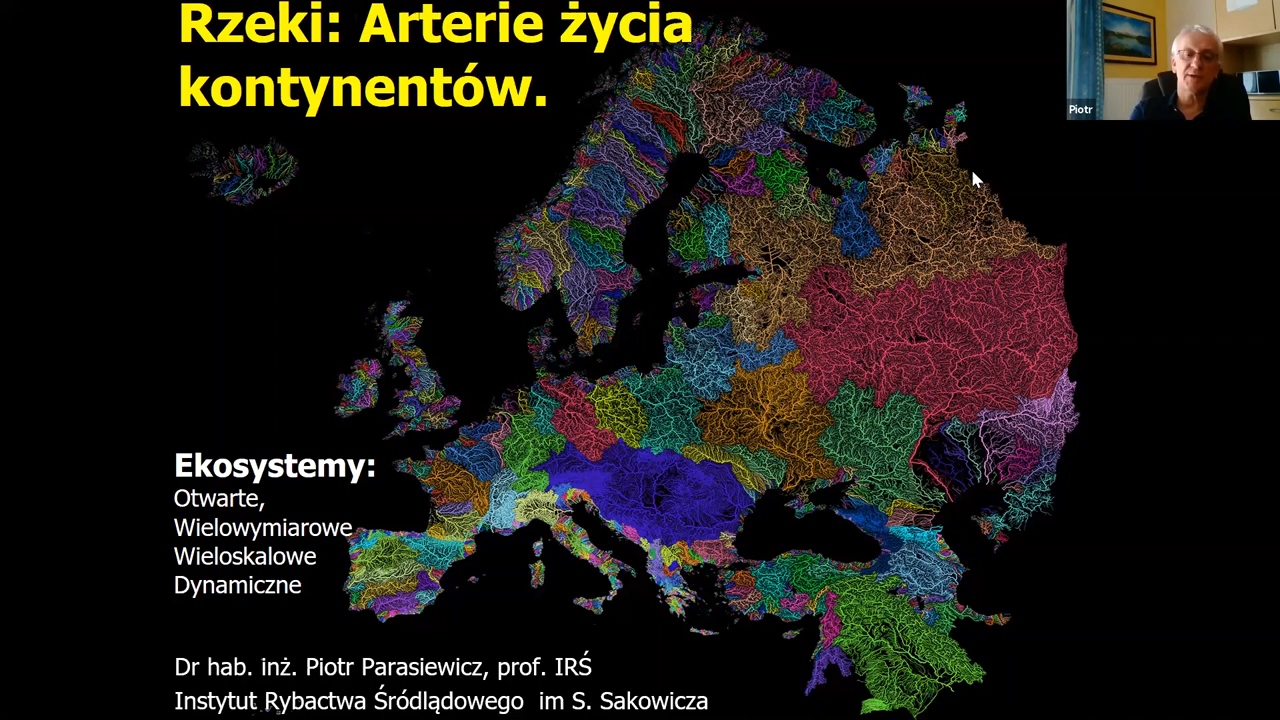 Rzeki: Arterie życia
kontynentów.
Piotr
Ekosystemy:
Otwarte,
Wielowymiarowe
Wieloskalowe
Dynamiczne
Dr hab. inż. Piotr Parasiewicz, prof. IRŚ
Instytut Rybactwa Śródlądowego im S. Sakowicza